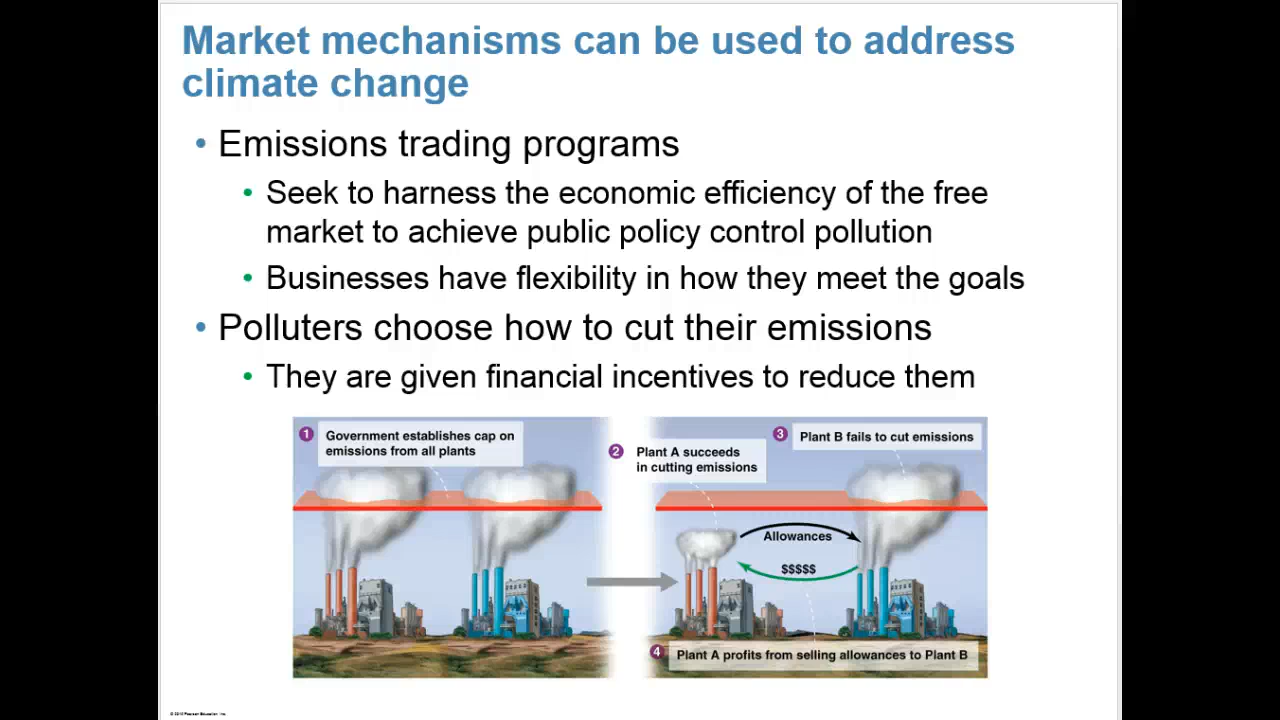 Market mechanisms can be used to address
climate change
• Emissions trading programs
• Seek to harness the economic efficiency of the free
market to achieve public policy control pollution
• Businesses have flexibility in how they meet the goals
• Polluters choose how to cut their emissions
• They are given financial incentives to reduce them
1 Government establishes cap on
emissions from all plants
2 Plant A succeeds
in cutting emissions
3 Plant B fails to cut emissions
Allowances
$$$$$
4 Plant A profits from selling allowances to Plant B